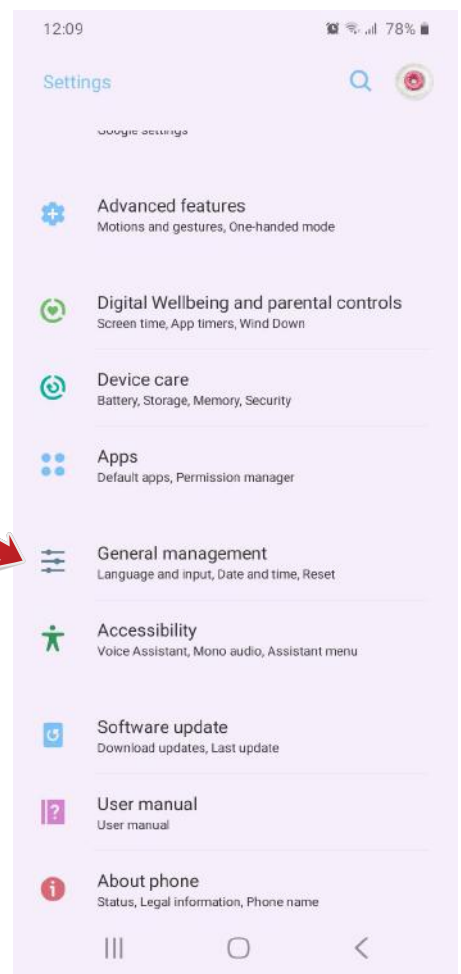 12:09 78%
Settings
Google settings
Advanced features
Motions and gestures, One-handed mode
Digital Wellbeing and parental controls
Screen time, App timers, Wind Down
Device care
Battery, Storage, Memory, Security
Apps
Default apps, Permission manager
General management
Language and input, Date and time, Reset
Accessibility
Voice Assistant, Mono audio, Assistant menu
Software update
Download updates, Last update
User manual
User manual
About phone
Status, Legal information, Phone name